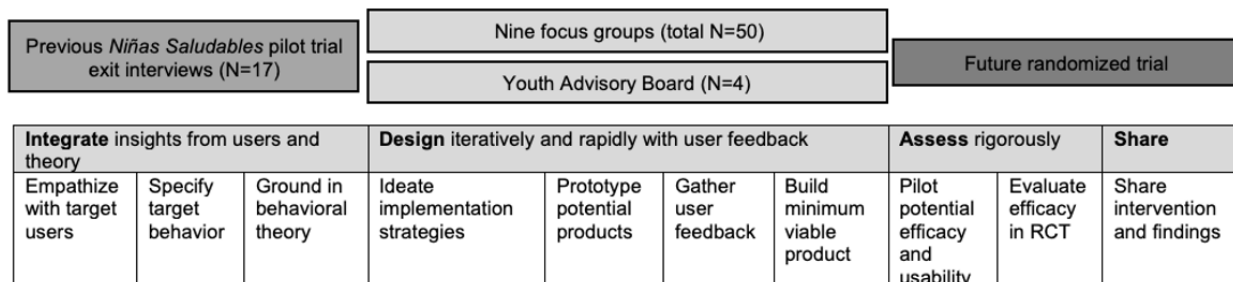 Previous Niñas Saludables pilot trial
exit interviews (N=17)
Nine focus groups (total N=50)
Youth Advisory Board (N=4)
Future randomized trial
Integrate insights from users and
theory
Design iteratively and rapidly with user feedback
Assess rigorously
Share
Empathize
with target
users
Specify
target
behavior
Ground in
behavioral
theory
Ideate
implementation
strategies
Prototype
potential
products
Gather
user
feedback
Build
minimum
viable
product
Pilot
potential
efficacy
and
usability
Evaluate
efficacy
in RCT
Share
intervention
and findings